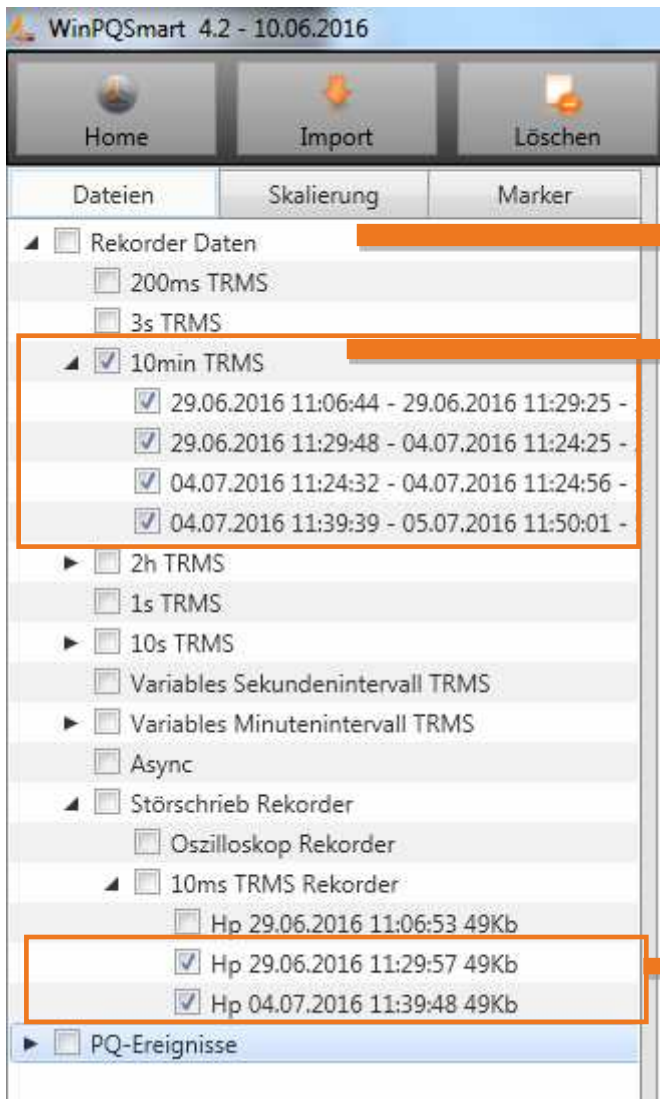 WinPQSmart 4.2 - 10.06.2016
Home Import Löschen
Dateien Skalierung Marker
Rekorder Daten
200ms TRMS
3s TRMS
10min TRMS
29.06.2016 11:06:44 - 29.06.2016 11:29:25 -
29.06.2016 11:29:48 - 04.07.2016 11:24:25 -
04.07.2016 11:24:32 - 04.07.2016 11:24:56 -
04.07.2016 11:39:39 - 05.07.2016 11:50:01 -
2h TRMS
1s TRMS
10s TRMS
Variables Sekundenintervall TRMS
Variables Minutenintervall TRMS
Async
Störschrieb Rekorder
Oszilloskop Rekorder
10ms TRMS Rekorder
Hp 29.06.2016 11:06:53 49Kb
Hp 29.06.2016 11:29:57 49Kb
Hp 04.07.2016 11:39:48 49Kb
PQ-Ereignisse